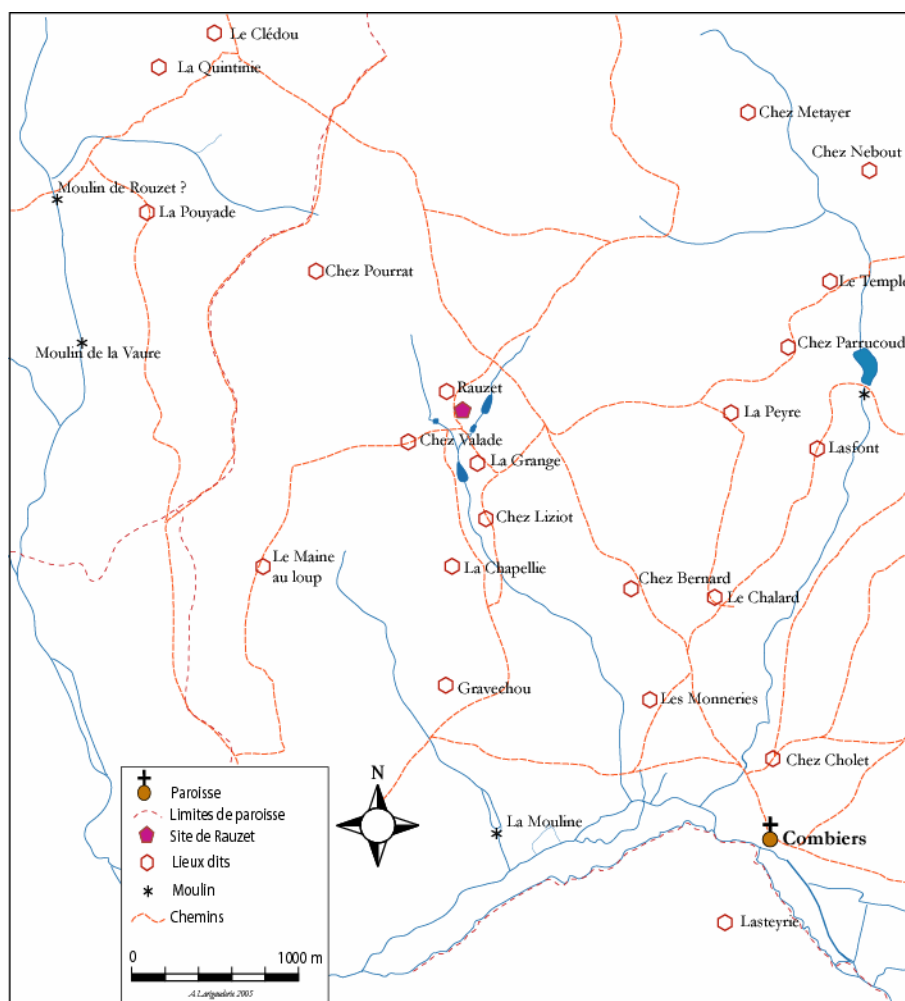 Le Clédou
La Quintinie
Chez Metayer
Chez Nebout
Moulin de Rouzet ?
La Pouyade
Chez Pourrat
Le Temple
Moulin de la Vaure
Chez Parrucoud
Rauzet
La Peyre
Chez Valade
Lasfont
La Grange
Chez Liziot
Le Maine
au loup
La Chapellie
Chez Bernard
Le Chalard
Gravechou
Les Monneries
Chez Cholet
N
La Mouline
Combiers
Lasteyrie
Paroisse
Limites de paroisse
Site de Rauzet
Lieux dits
Moulin
Chemins
0 1000 m
A Larigauderie 2005